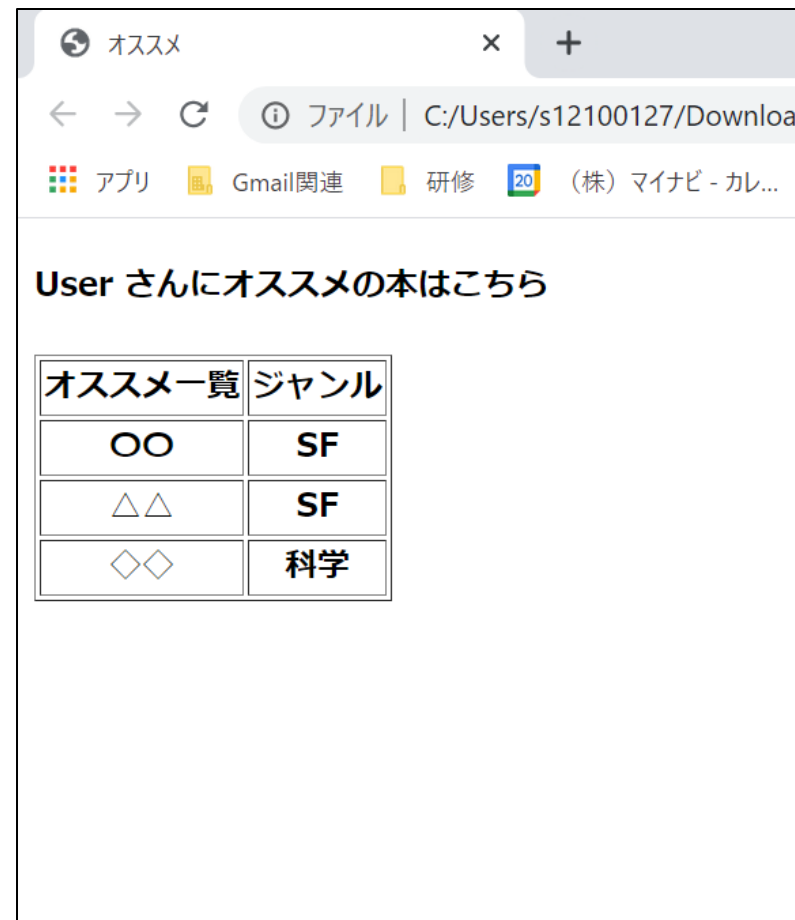 オススメ
ファイル | C:/Users/s12100127/Downloa
アプリ Gmail関連 研修 20 （株）マイナビ - カレ...
User さんにオススメの本はこちら
オススメ一覧 ジャンル
〇〇 SF
△△ SF
◇◇ 科学